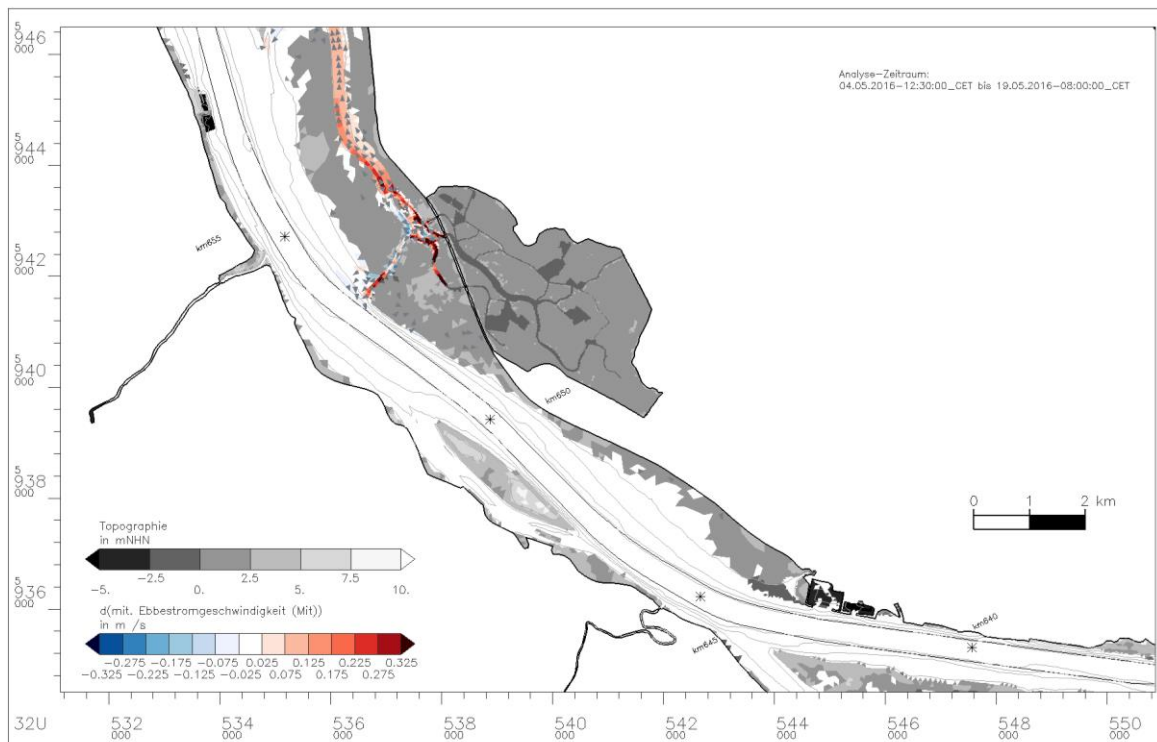 5
946
000
Analyse-Zeitraum:
04.05.2016-12:30:00_CET bis 19.05.2016-08:00:00_CET
5
944
000
km655
5
942
000
5
940
000
km650
5
938
000
0 1 2 km
Topographie
in mNHN
-5. -2.5 0. 2.5 5. 7.5 10.
5
936
000
d(mit. Ebbestromgeschwindigkeit (Mit))
in m /s
km640
km645
-0.275 -0.175 -0.075 0.025 0.125 0.225 0.325
-0.325 -0.225 -0.125 -0.025 0.075 0.175 0.275
32U 532 534 536 538 540 542 544 546 548 550
000 000 000 000 000 000 000 000 000 000